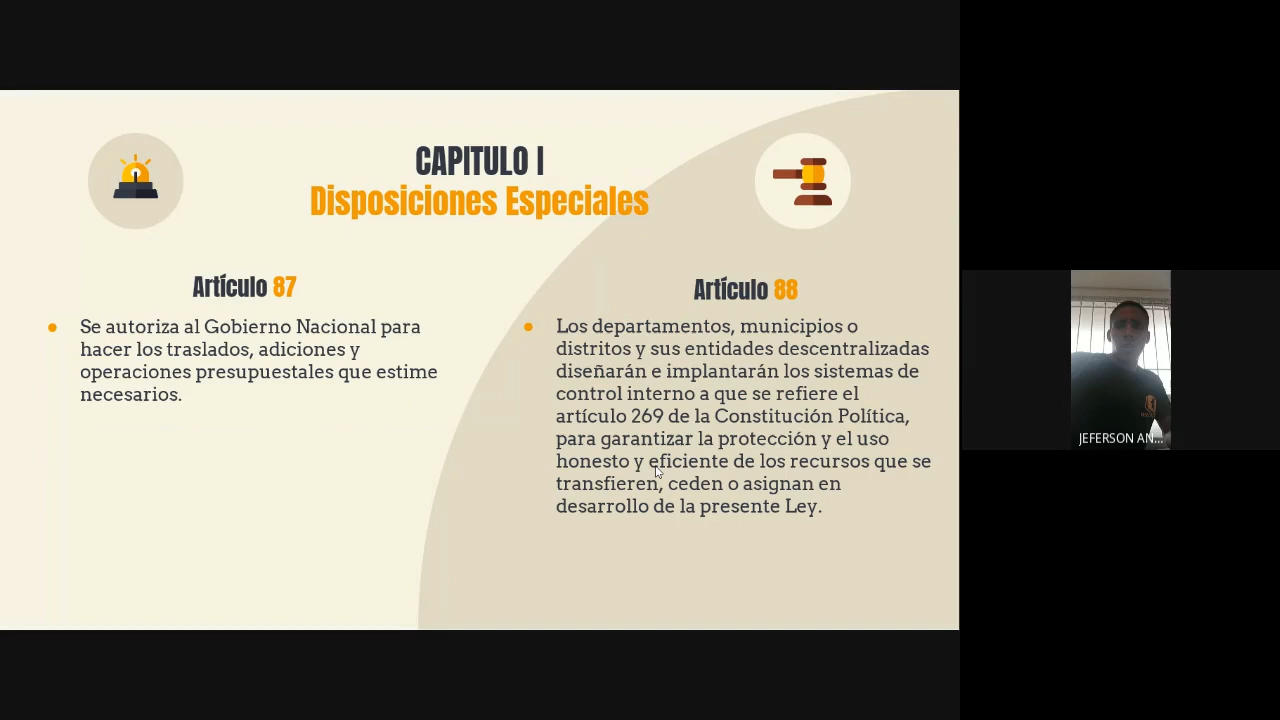 CAPITULO I
Disposiciones Especiales
Artículo 87
Se autoriza al Gobierno Nacional para
hacer los traslados, adiciones y
operaciones presupuestales que estime
necesarios.
Artículo 88
Los departamentos, municipios o
distritos y sus entidades descentralizadas
diseñarán e implantarán los sistemas de
control interno a que se refiere el
artículo 269 de la Constitución Política,
para garantizar la protección y el uso
honesto y eficiente de los recursos que se
transfieren, ceden o asignan en
desarrollo de la presente Ley.
JEFERSON AN...